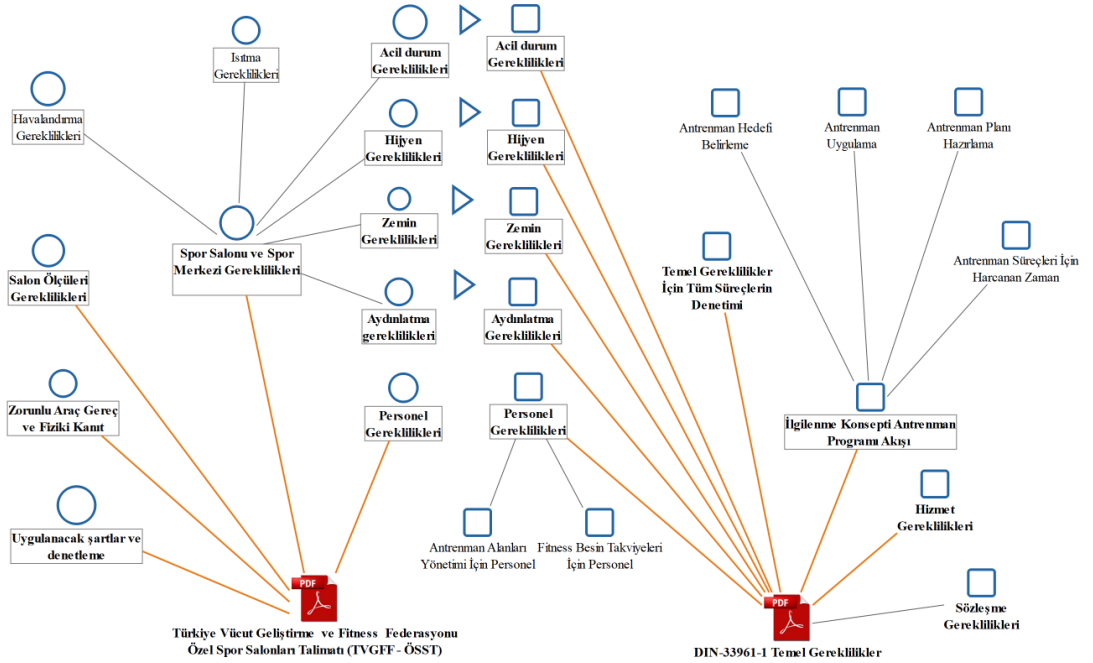 Isıtma
Gereklilikleri
Acil durum
Gereklilikleri
Acil durum
Gereklilikleri
Havalandırma
Gereklilikleri
Hijyen
Gereklilikleri
Hijyen
Gereklilikleri
Antrenman Hedefi
Belirleme
Antrenman
Uygulama
Antrenman Planı
Hazırlama
Zemin
Gereklilikleri
Zemin
Gereklilikleri
Spor Salonu ve Spor
Merkezi Gereklilikleri
Salon Ölçüleri
Gereklilikleri
Temel Gereklilikler
İçin Tüm Süreçlerin
Denetimi
Antrenman Süreçleri İçin
Harcanan Zaman
Aydınlatma
gereklilikleri
Aydınlatma
Gereklilikleri
Zorunlu Araç Gereç
ve Fiziki Kanıt
Personel
Gereklilikleri
Personel
Gereklilikleri
İlgilenme Konsepti Antrenman
Programı Akışı
Uygulanacak şartlar ve
denetleme
Antrenman Alanları
Yönetimi İçin Personel
Fitness Besin Takviyeleri
İçin Personel
Hizmet
Gereklilikleri
PDF
Türkiye Vücut Geliştirme ve Fitness Federasyonu
Özel Spor Salonları Talimatı (TVGFF - ÖSST)
PDF
DIN-33961-1 Temel Gereklilikler
Sözleşme
Gereklilikleri